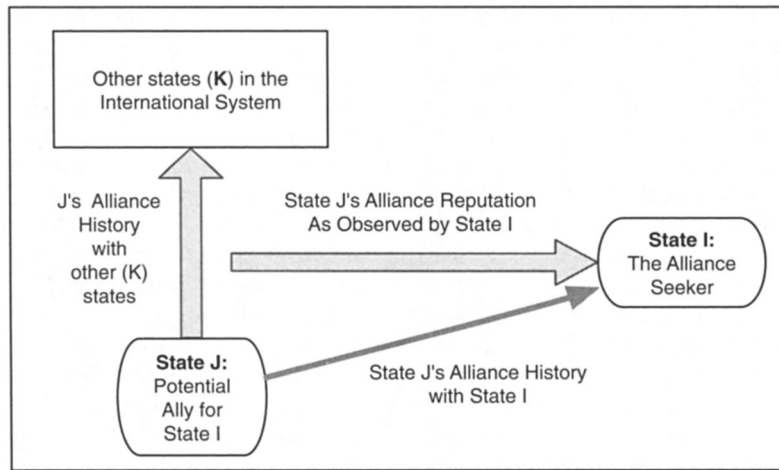 Other states (K) in the
International System
J's Alliance
History
with
other (K)
states
State J's Alliance Reputation
As Observed by State I
State I:
The Alliance
Seeker
State J:
Potential
Ally for
State I
State J's Alliance History
with State I